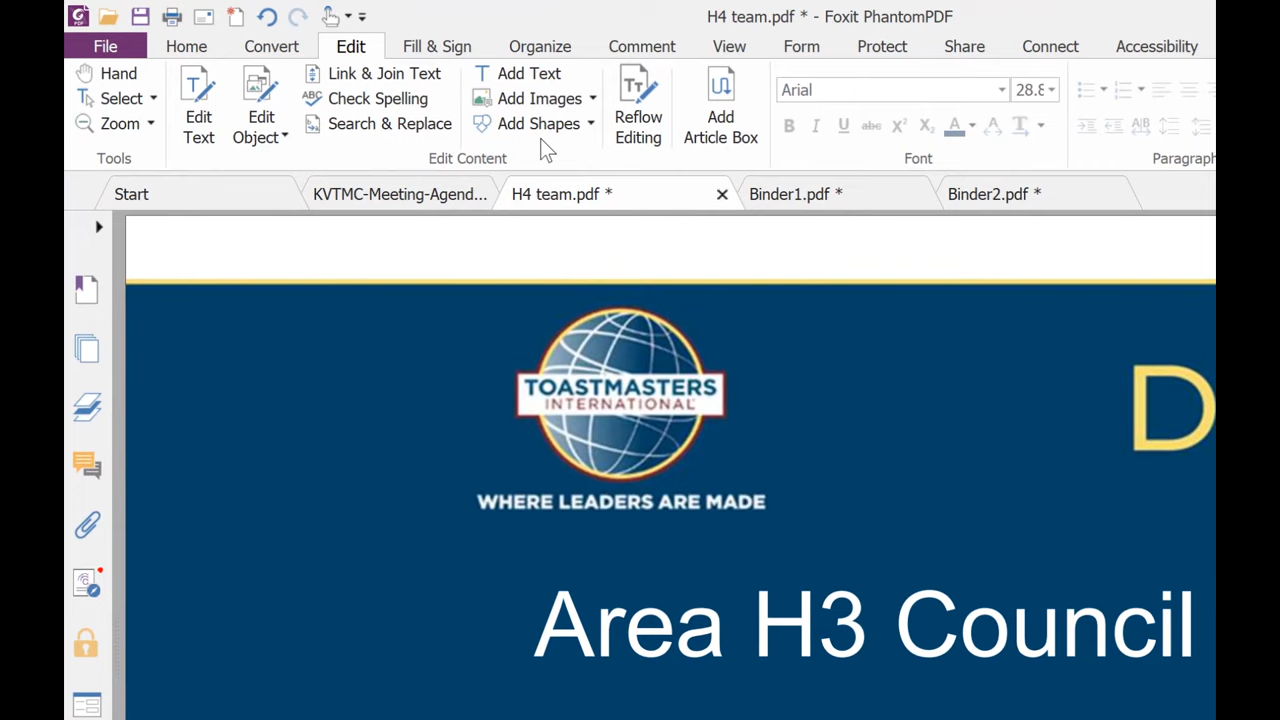 H4 team.pdf * - Foxit PhantomPDF
File Home Convert Edit Fill & Sign Organize Comment View Form Protect Share Connect Accessibility
Hand
Select
Zoom
Tools
Edit Text
Edit Object
Link & Join Text
Check Spelling
Search & Replace
Add Text
Add Images
Add Shapes
Edit Content
Reflow Editing
Add Article Box
Arial
28.8
Font
Paragraph
Start KVTMC-Meeting-Agend... H4 team.pdf * Binder1.pdf * Binder2.pdf *
TOASTMASTERS
INTERNATIONAL
WHERE LEADERS ARE MADE
D
Area H3 Council